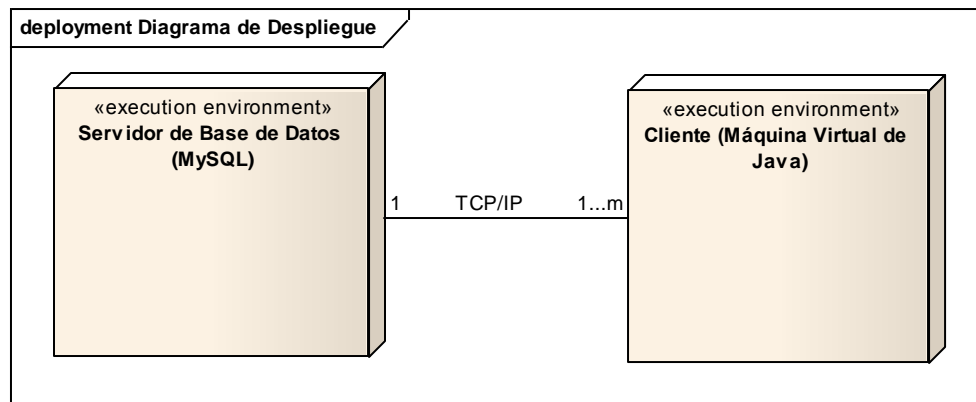 deployment Diagrama de Despliegue
«execution environment»
Servidor de Base de Datos
(MySQL)
1
TCP/IP
1...m
«execution environment»
Cliente (Máquina Virtual de
Java)